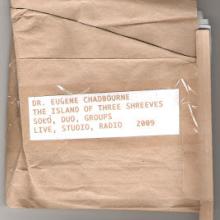 DR. EUGENE CHADBOURNE
THE ISLAND OF THREE SHREEVES
SOLO, DUO, GROUPS
LIVE, STUDIO, RADIO 2009